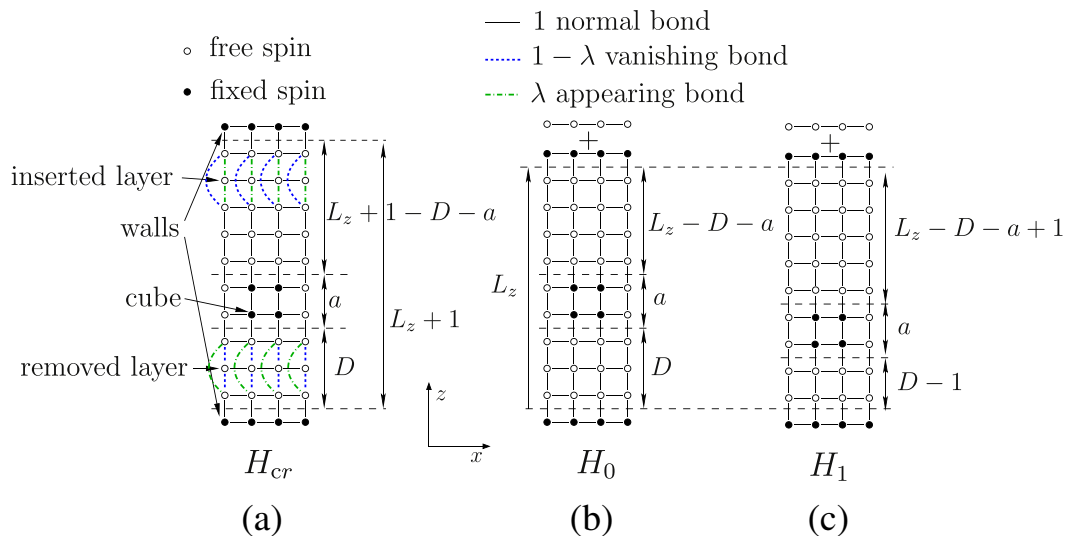 free spin
fixed spin
1 normal bond
1 − λ vanishing bond
λ appearing bond
inserted layer
walls
cube
removed layer
L_z + 1 − D − a
a
L_z + 1
D
z
x
+
L_z
L_z − D − a
a
D
+
L_z − D − a + 1
a
D − 1
H_cr
H_0
H_1
(a)
(b)
(c)